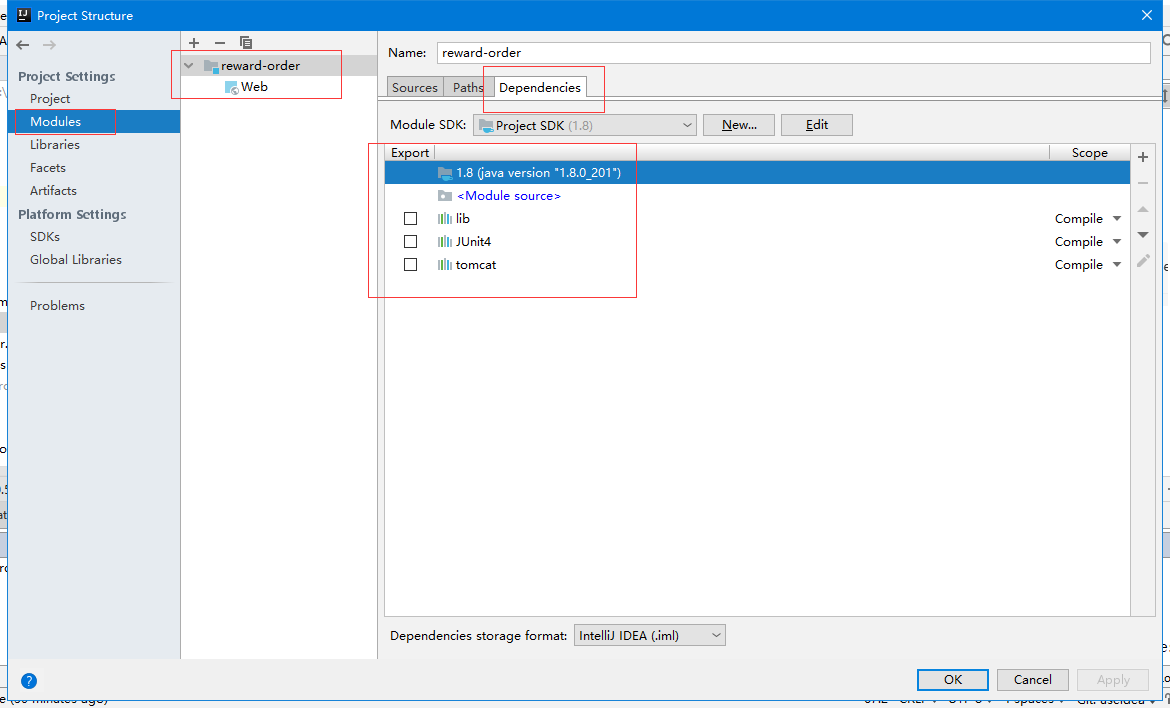 Project Structure
Project Settings
Project
Modules
Libraries
Facets
Artifacts
Platform Settings
SDKs
Global Libraries
Problems
reward-order
Web
Name: reward-order
Sources Paths Dependencies
Module SDK: Project SDK (1.8) New... Edit
Export Scope
1.8 (java version "1.8.0_201")
<Module source>
lib Compile
JUnit4 Compile
tomcat Compile
Dependencies storage format: IntelliJ IDEA (.iml)
? OK Cancel Apply